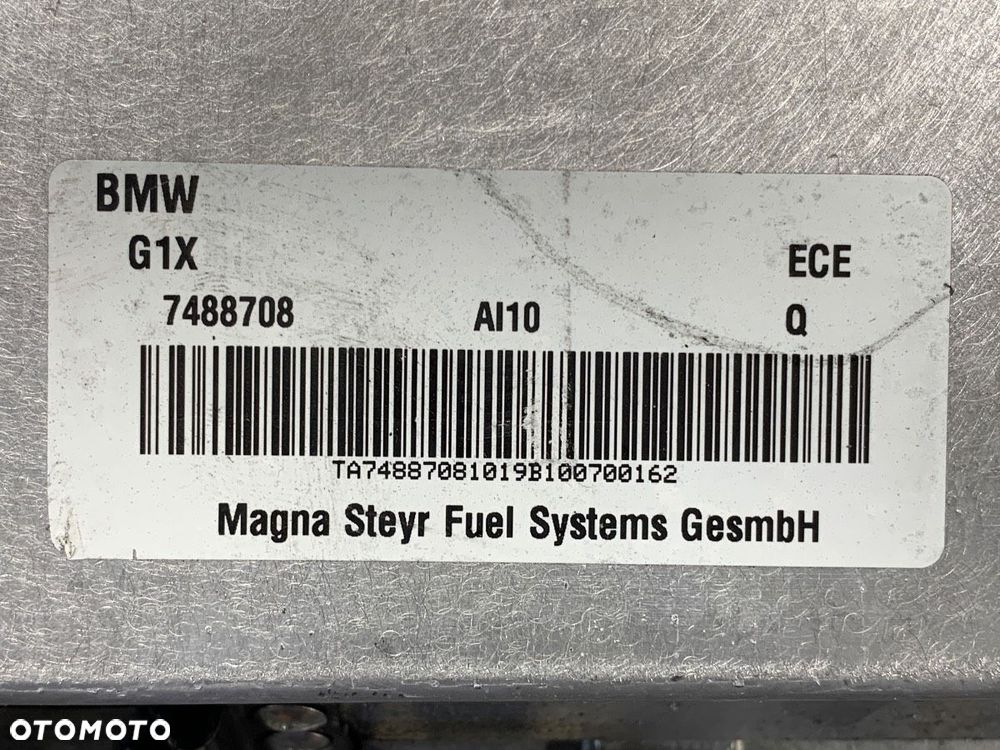 BMW
G1X ECE
7488708 AI10 Q
TA74887081019B100700162
Magna Steyr Fuel Systems GesmbH
OTOMOTO